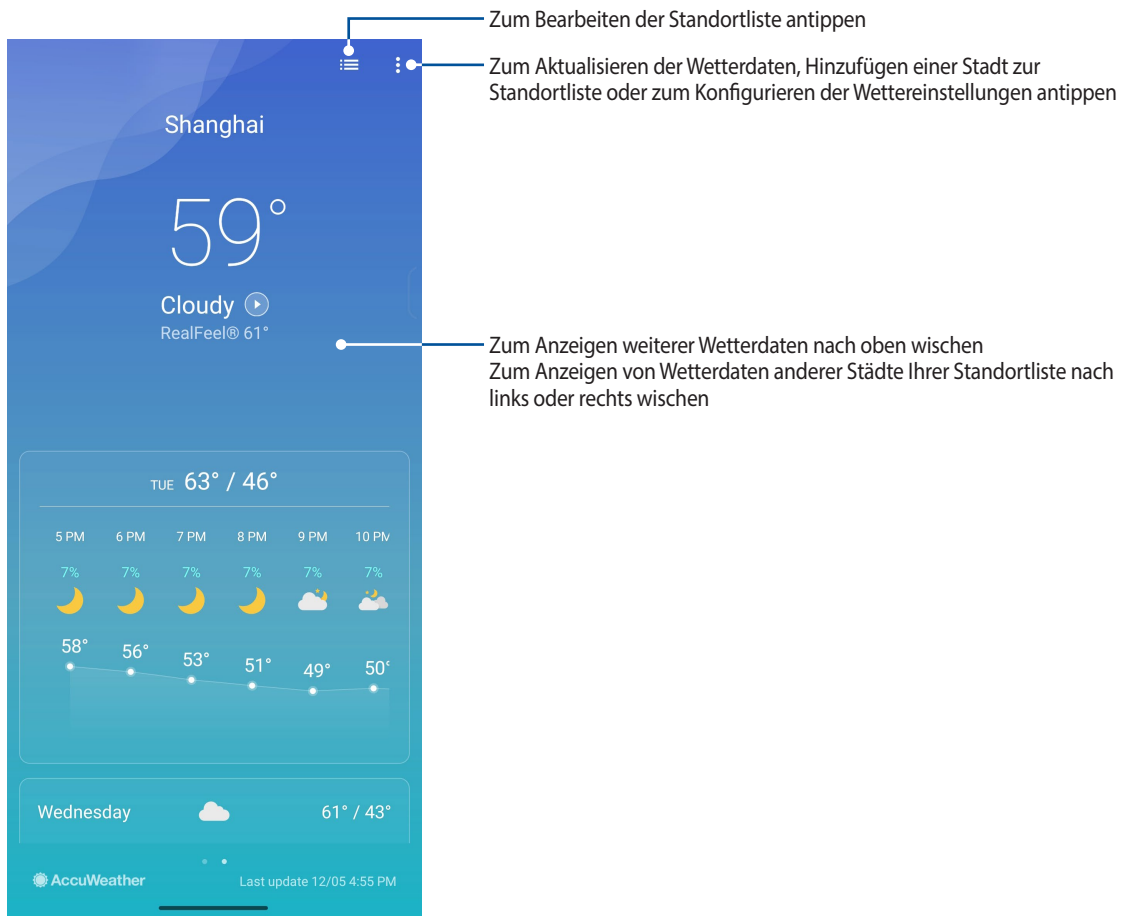 Zum Bearbeiten der Standortliste antippen
Zum Aktualisieren der Wetterdaten, Hinzufügen einer Stadt zur
Standortliste oder zum Konfigurieren der Wettereinstellungen antippen
Shanghai
59°
Cloudy
RealFeel® 61°
Zum Anzeigen weiterer Wetterdaten nach oben wischen
Zum Anzeigen von Wetterdaten anderer Städte Ihrer Standortliste nach
links oder rechts wischen
TUE 63° / 46°
5 PM 6 PM 7 PM 8 PM 9 PM 10 PM
7% 7% 7% 7% 7% 7%
58° 56° 53° 51° 49° 50°
Wednesday 61° / 43°
AccuWeather Last update 12/05 4:55 PM